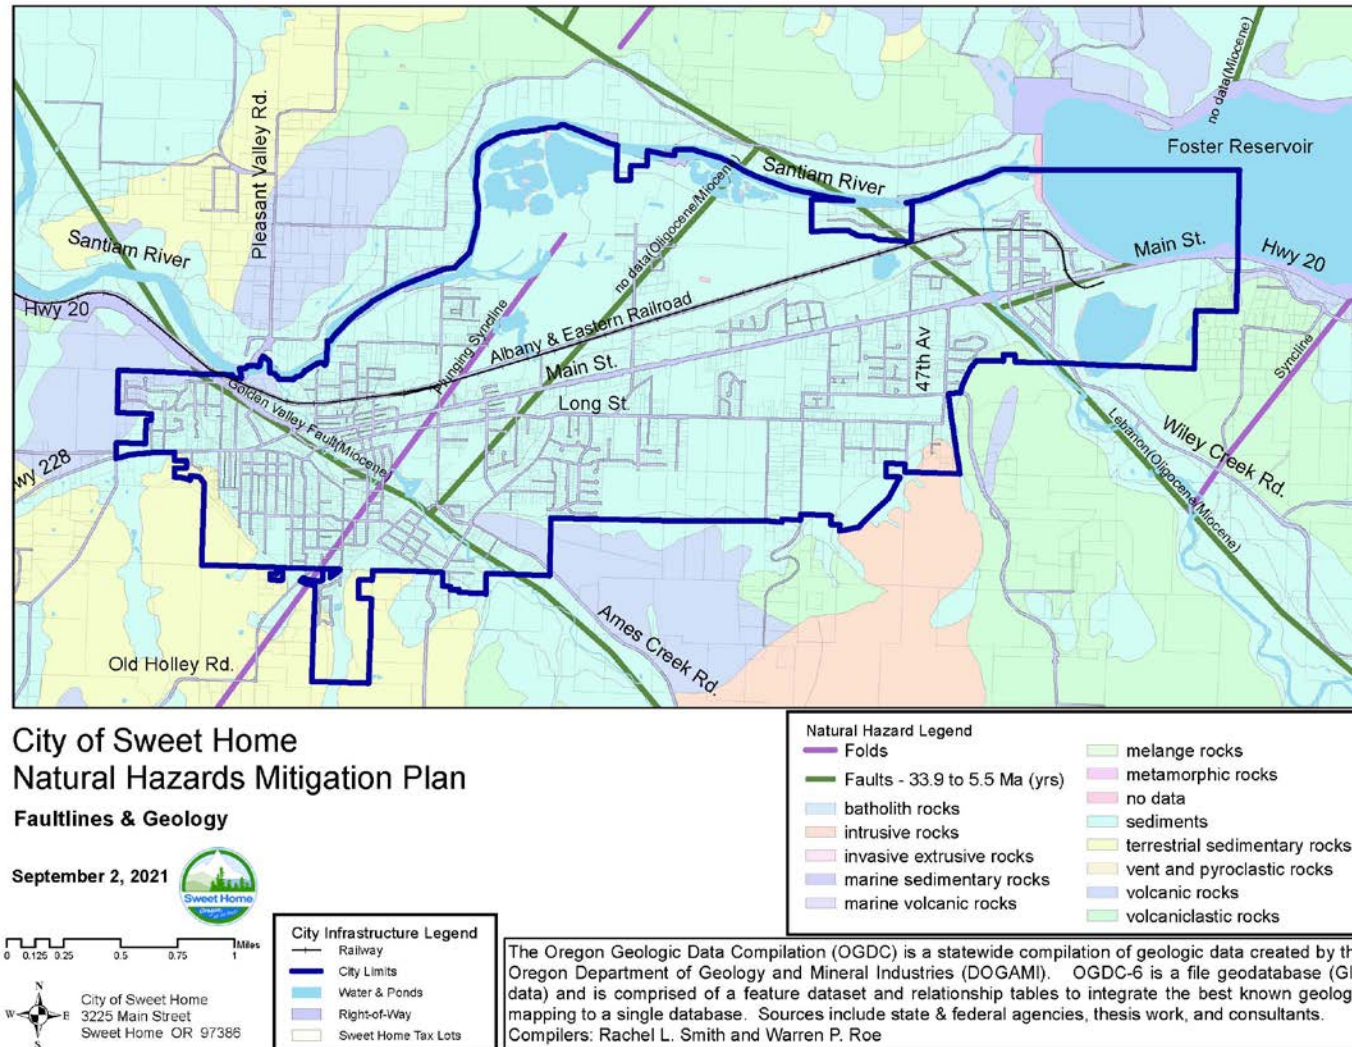 no data(Miocene)
Foster Reservoir
Pleasant Valley Rd.
Santiam River
no data(Oligocene/Miocene)
Santiam River
Main St.
Hwy 20
Hwy 20
Plunging Syncline
Albany & Eastern Railroad
Main St.
47th Av
Syncline
Golden Valley Fault(Miocene)
Long St.
Lebanon(Oligocene/Miocene)
Wiley Creek Rd.
wy 228
Ames Creek Rd.
Old Holley Rd.
City of Sweet Home
Natural Hazards Mitigation Plan
Faultlines & Geology
September 2, 2021
Sweet Home
Natural Hazard Legend
Folds
Faults - 33.9 to 5.5 Ma (yrs)
batholith rocks
intrusive rocks
invasive extrusive rocks
marine sedimentary rocks
marine volcanic rocks
melange rocks
metamorphic rocks
no data
sediments
terrestrial sedimentary rocks
vent and pyroclastic rocks
volcanic rocks
volcaniclastic rocks
Miles
0 0.125 0.25 0.5 0.75 1
N
W E
S
City of Sweet Home
3225 Main Street
Sweet Home OR 97386
City Infrastructure Legend
Railway
City Limits
Water & Ponds
Right-of-Way
Sweet Home Tax Lots
The Oregon Geologic Data Compilation (OGDC) is a statewide compilation of geologic data created by th
Oregon Department of Geology and Mineral Industries (DOGAMI). OGDC-6 is a file geodatabase (GI
data) and is comprised of a feature dataset and relationship tables to integrate the best known geolog
mapping to a single database. Sources include state & federal agencies, thesis work, and consultants.
Compilers: Rachel L. Smith and Warren P. Roe